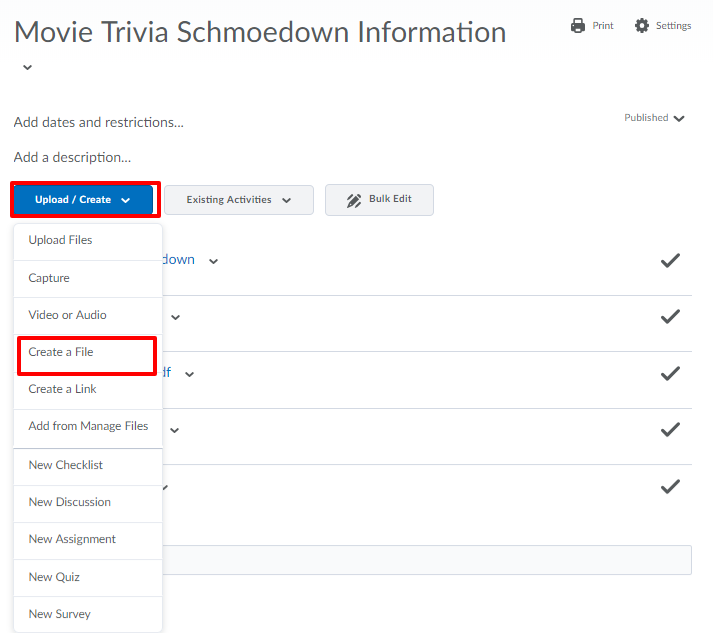 Movie Trivia Schmoedown Information
Print
Settings
Add dates and restrictions...
Published
Add a description...
Upload / Create
Existing Activities
Bulk Edit
Upload Files
down
Capture
Video or Audio
Create a File
df
Create a Link
Add from Manage Files
New Checklist
New Discussion
New Assignment
New Quiz
New Survey